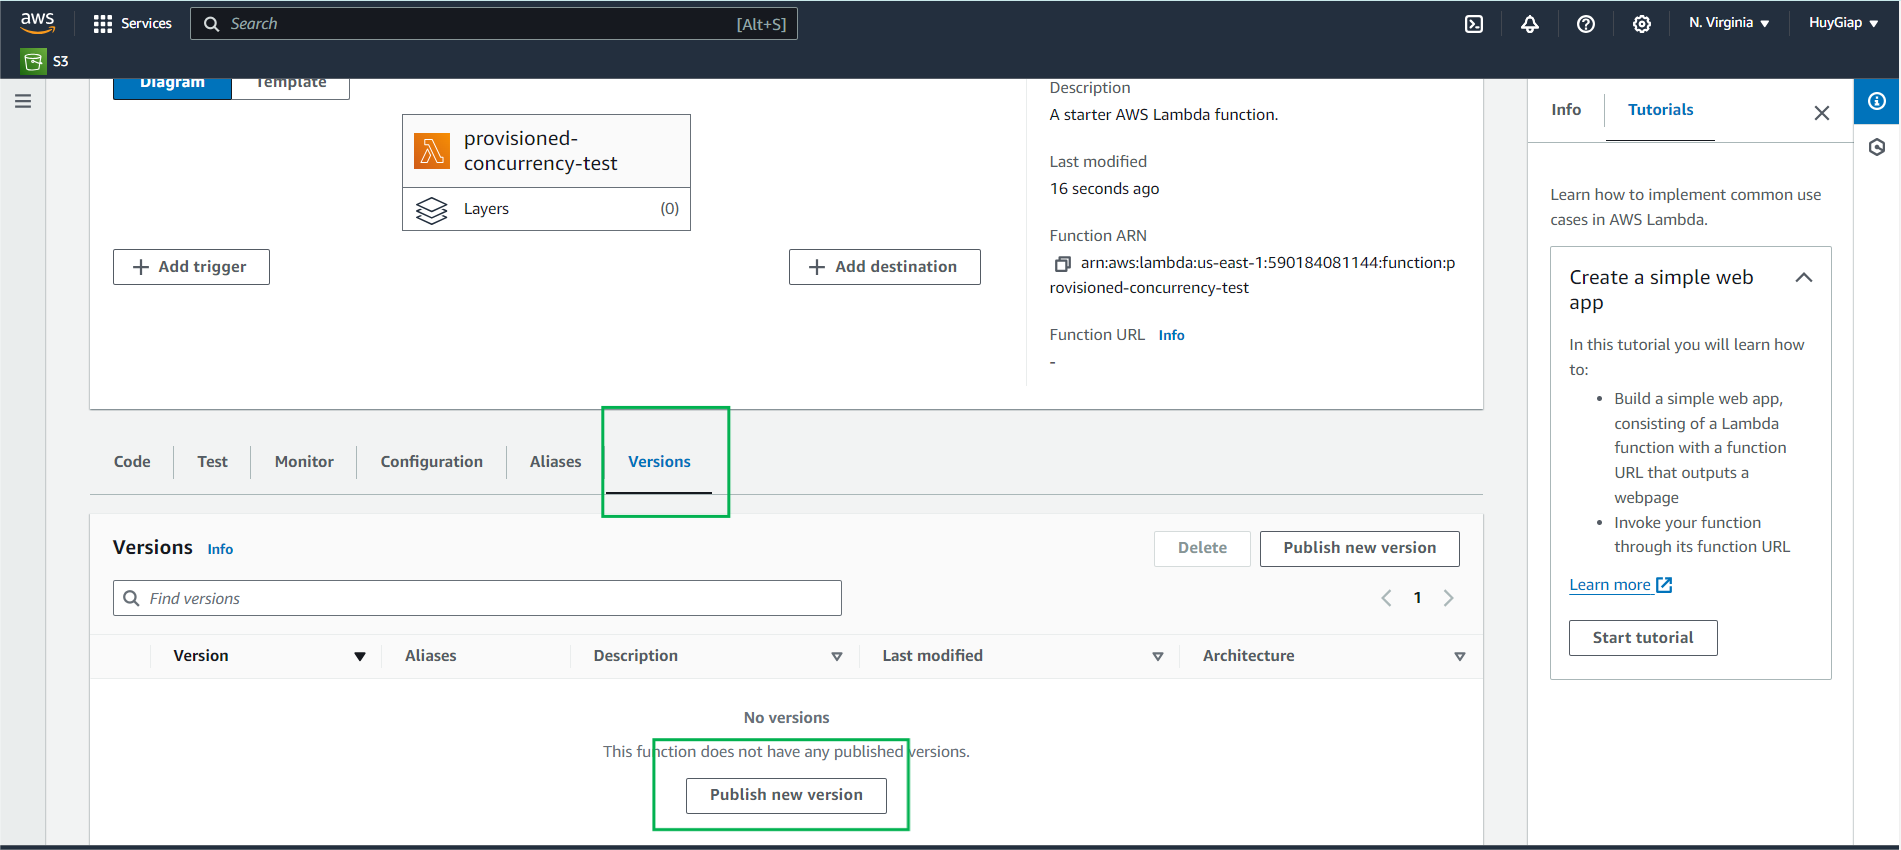 aws
Services
Search
[Alt+S]
N. Virginia
HuyGiap
S3
Diagram
Template
provisioned-
concurrency-test
Layers
(0)
Add trigger
Add destination
Description
A starter AWS Lambda function.
Last modified
16 seconds ago
Function ARN
arn:aws:lambda:us-east-1:590184081144:function:p
rovisioned-concurrency-test
Function URL Info
-
Code
Test
Monitor
Configuration
Aliases
Versions
Versions Info
Delete
Publish new version
Find versions
1
Version
Aliases
Description
Last modified
Architecture
No versions
This function does not have any published versions.
Publish new version
Info
Tutorials
Learn how to implement common use
cases in AWS Lambda.
Create a simple web
app
In this tutorial you will learn how
to:
• Build a simple web app,
consisting of a Lambda
function with a function
URL that outputs a
webpage
• Invoke your function
through its function URL
Learn more
Start tutorial